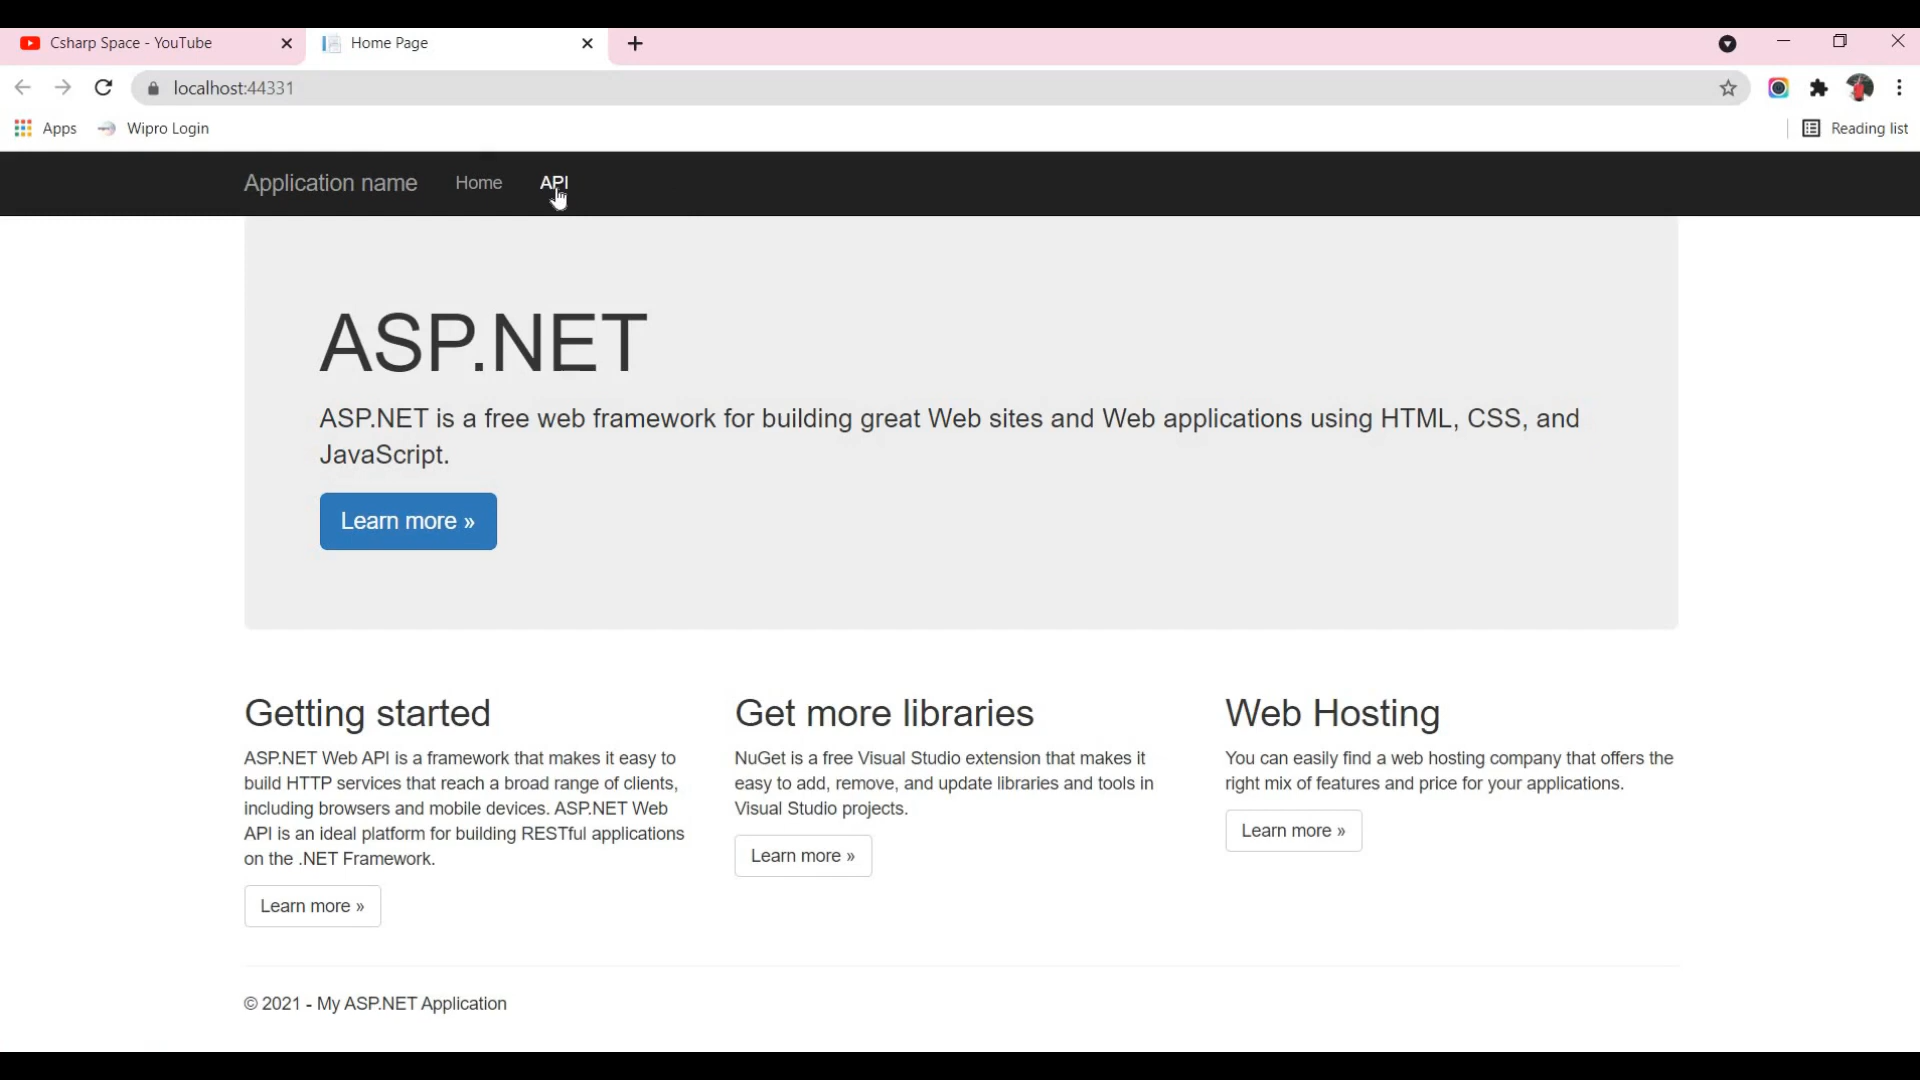 Csharp Space - YouTube
Home Page
localhost:44331
Apps
Wipro Login
Reading list
Application name
Home
API
ASP.NET
ASP.NET is a free web framework for building great Web sites and Web applications using HTML, CSS, and
JavaScript.
Learn more »
Getting started
ASP.NET Web API is a framework that makes it easy to
build HTTP services that reach a broad range of clients,
including browsers and mobile devices. ASP.NET Web
API is an ideal platform for building RESTful applications
on the .NET Framework.
Learn more »
Get more libraries
NuGet is a free Visual Studio extension that makes it
easy to add, remove, and update libraries and tools in
Visual Studio projects.
Learn more »
Web Hosting
You can easily find a web hosting company that offers the
right mix of features and price for your applications.
Learn more »
© 2021 - My ASP.NET Application